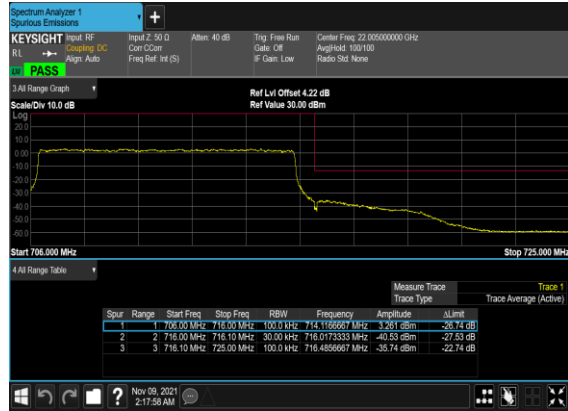 Spectrum Analyzer 1
Spurious Emissions
+
KEYSIGHT Input: RF Input Z: 50 Ω Atten: 40 dB Trig: Free Run Center Freq: 22.005000000 GHz
RL Coupling: DC Corr CCorr Gate: Off Avg|Hold: 100/100
Align: Auto Freq Ref: Int (S) IF Gain: Low Radio Std: None
PASS
3 All Range Graph
Ref Lvl Offset 4.22 dB
Scale/Div 10.0 dB Ref Value 30.00 dBm
Log
20.0
10.0
0.00
-10.0
-20.0
-30.0
-40.0
-50.0
-60.0
Start 706.000 MHz Stop 725.000 MHz
4 All Range Table
Measure Trace Trace 1
Trace Type Trace Average (Active)
Spur Range Start Freq Stop Freq RBW Frequency Amplitude ΔLimit
1 1 706.00 MHz 716.00 MHz 100.0 kHz 714.1166667 MHz 3.261 dBm -26.74 dB
2 2 716.00 MHz 716.10 MHz 30.00 kHz 716.0173333 MHz -40.53 dBm -27.53 dB
3 3 716.10 MHz 725.00 MHz 100.0 kHz 716.4856667 MHz -35.74 dBm -22.74 dB
? Nov 09, 2021
2:17:58 AM